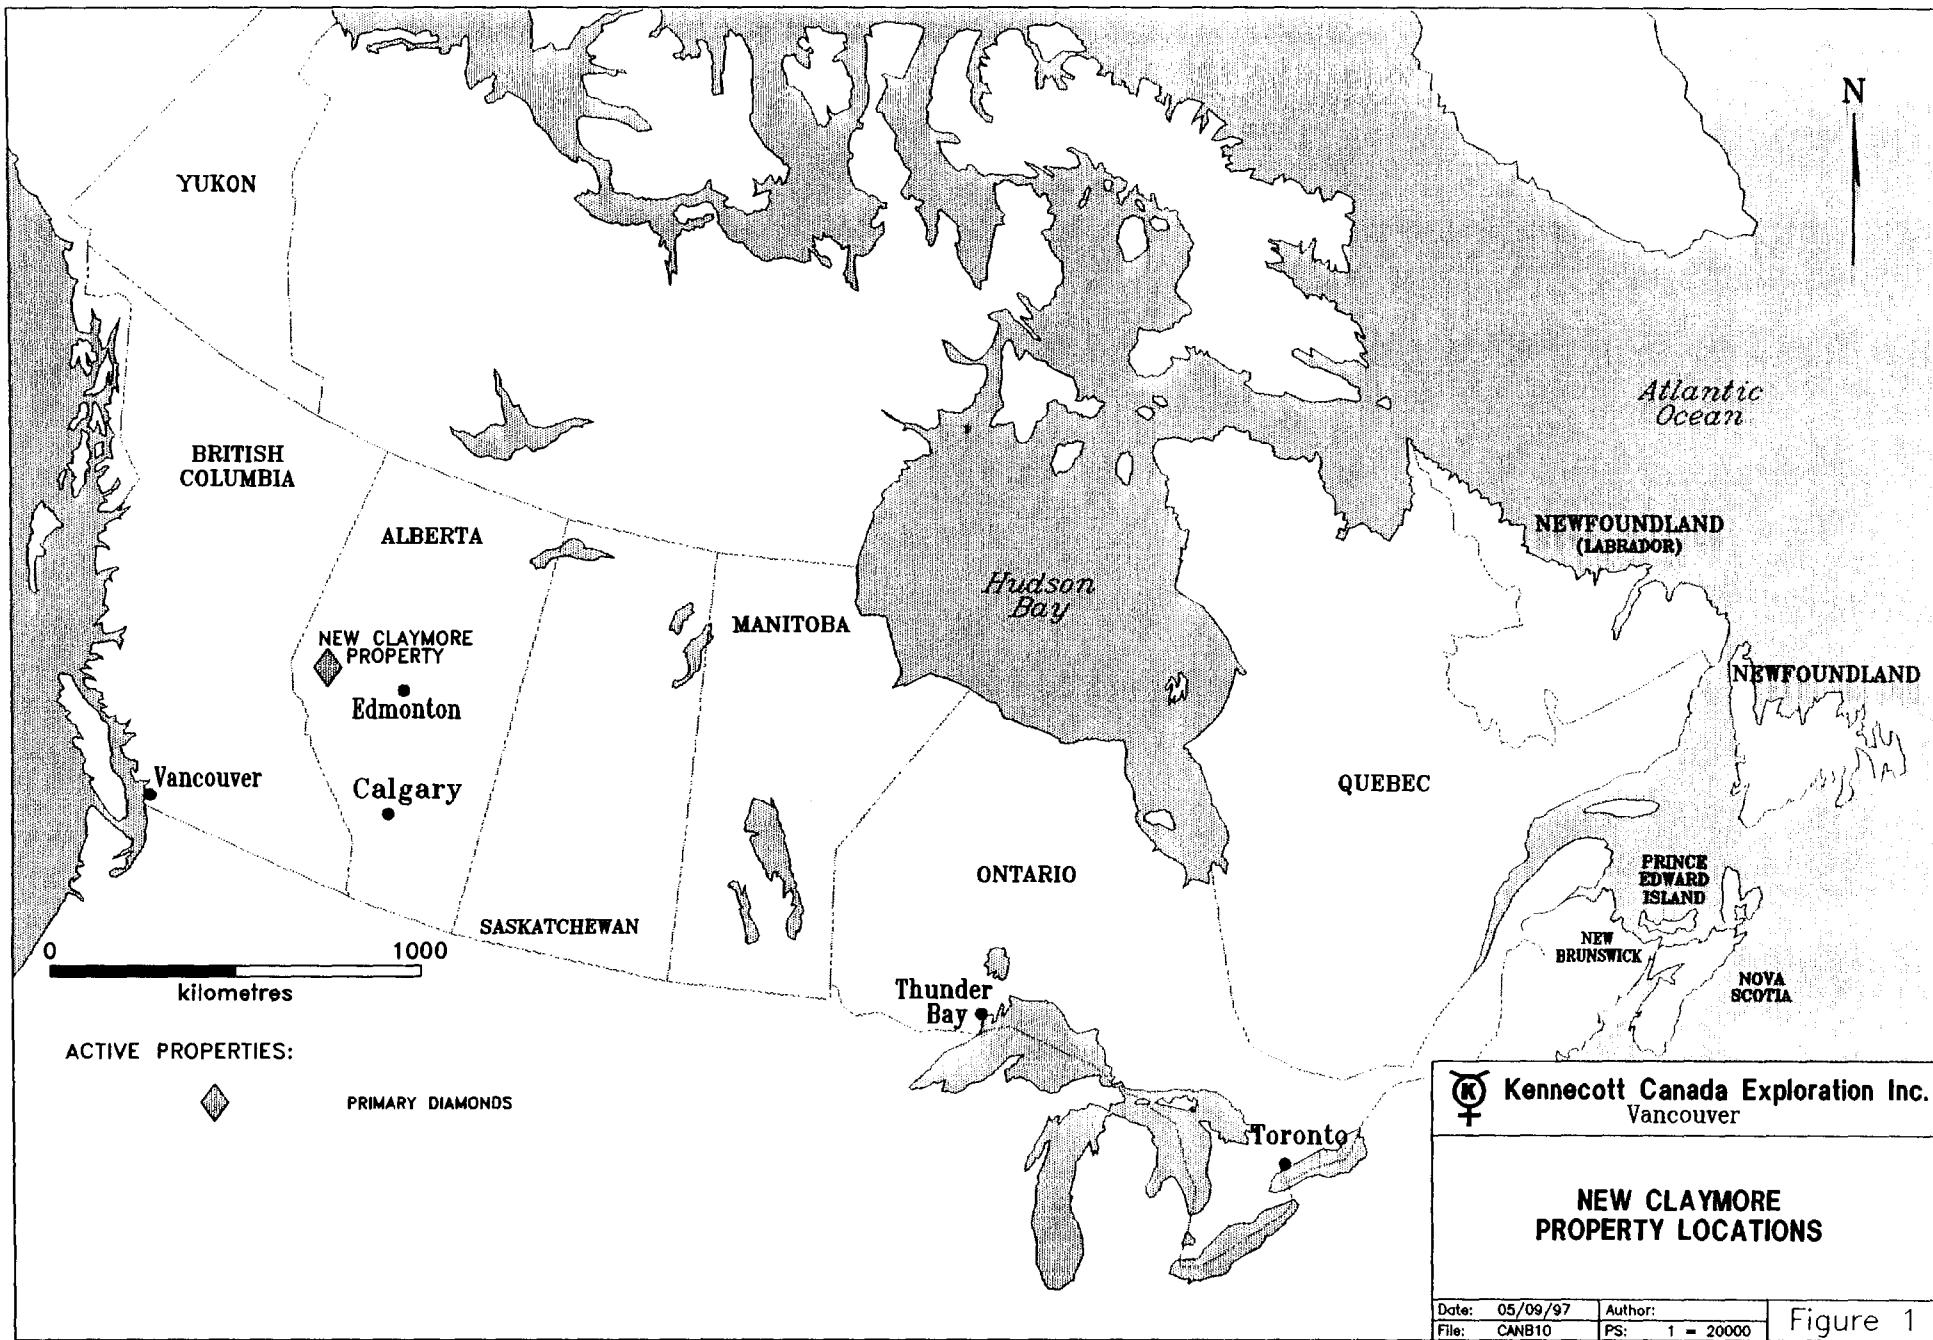 N
YUKON
Atlantic
Ocean
BRITISH
COLUMBIA
ALBERTA
NEWFOUNDLAND
(LABRADOR)
Hudson
Bay
MANITOBA
NEW CLAYMORE
PROPERTY
NEWFOUNDLAND
Edmonton
Vancouver
Calgary
QUEBEC
ONTARIO
PRINCE
EDWARD
ISLAND
SASKATCHEWAN
NEW
BRUNSWICK
0 1000
kilometres
NOVA
SCOTIA
Thunder
Bay
ACTIVE PROPERTIES:
PRIMARY DIAMONDS
Toronto
K Kennecott Canada Exploration Inc.
Vancouver
NEW CLAYMORE
PROPERTY LOCATIONS
Date: 05/09/97 Author:
File: CANB10 PS: 1 = 20000
Figure 1